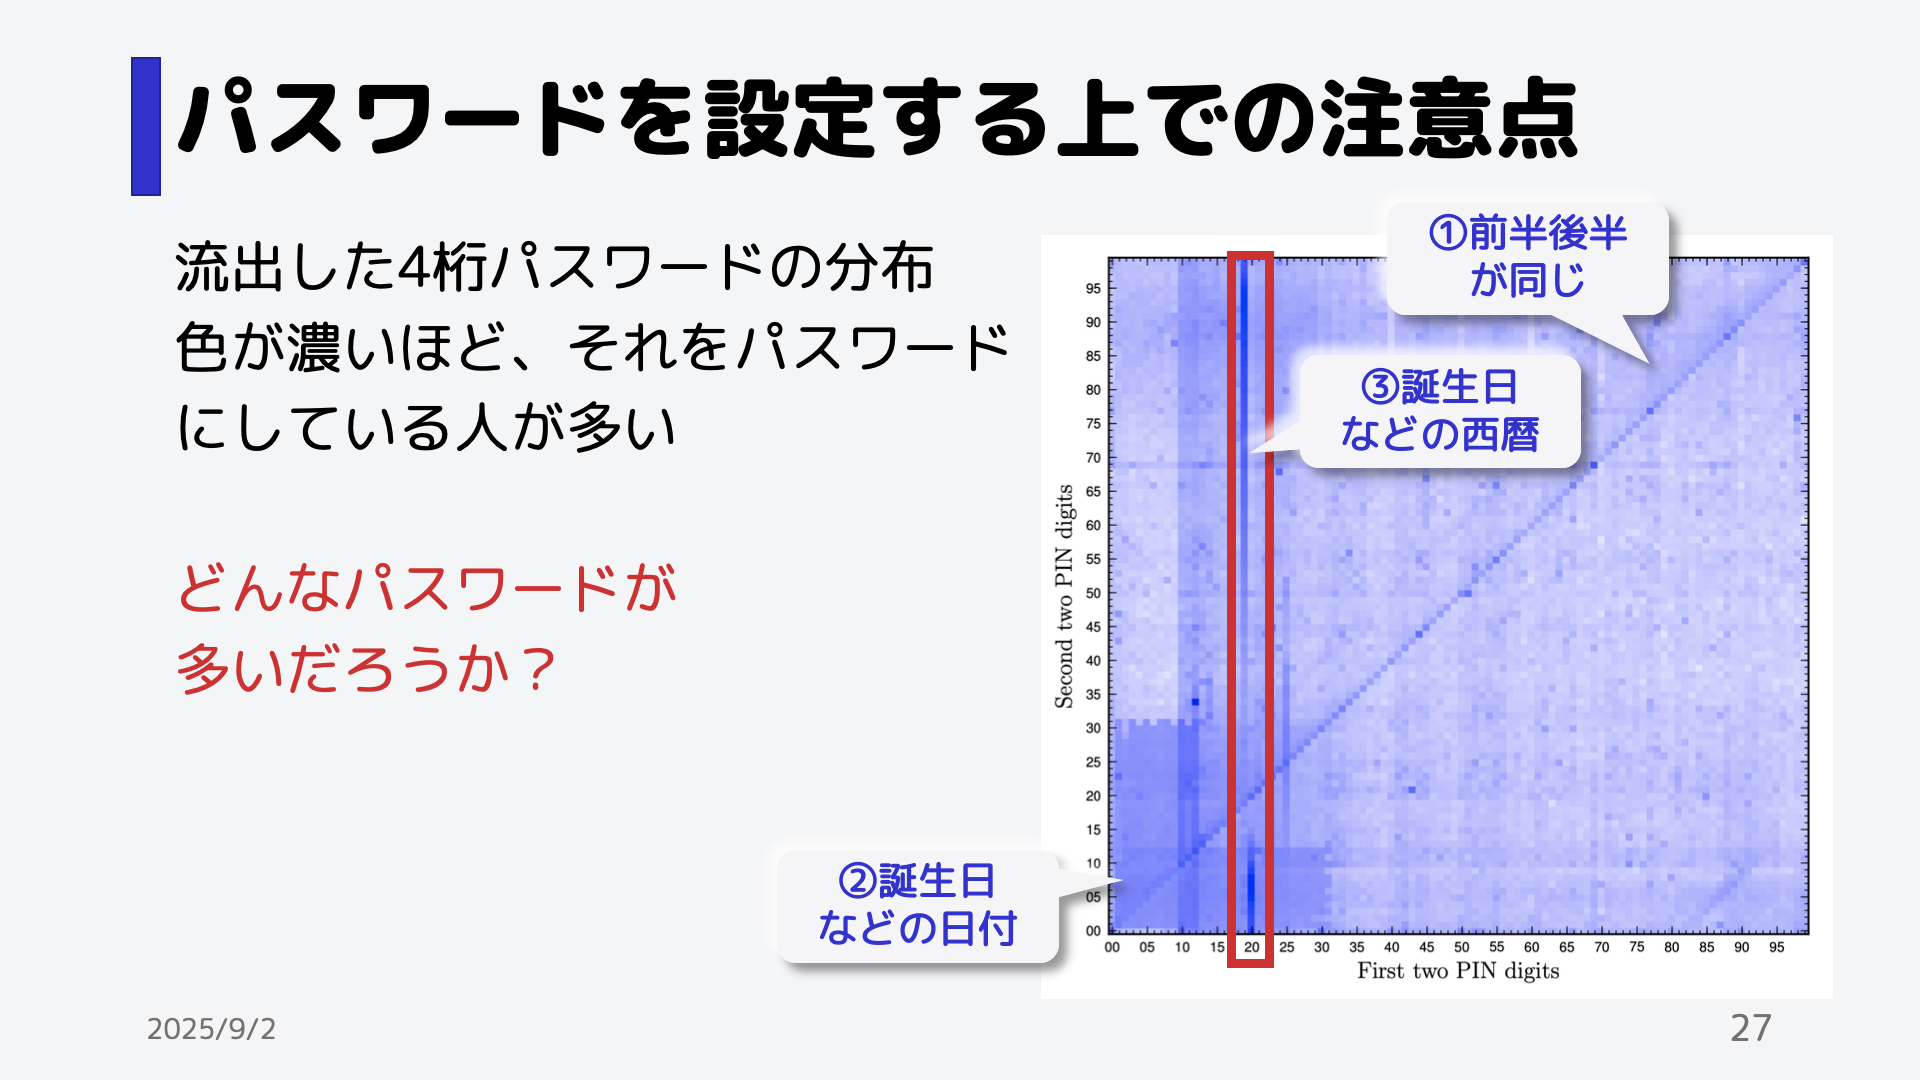 パスワードを設定する上での注意点
流出した4桁パスワードの分布
色が濃いほど、それをパスワード
にしている人が多い
どんなパスワードが
多いだろうか？
①前半後半
が同じ
③誕生日
などの西暦
②誕生日
などの日付
Second two PIN digits
95
90
85
80
75
70
65
60
55
50
45
40
35
30
25
20
15
10
05
00
00 05 10 15 20 25 30 35 40 45 50 55 60 65 70 75 80 85 90 95
First two PIN digits
2025/9/2
27